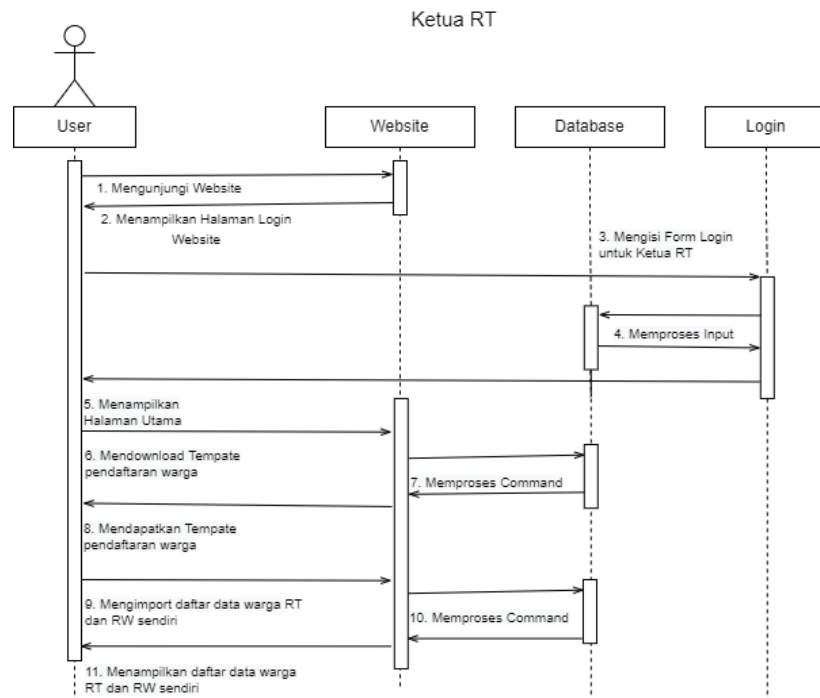 Ketua RT
User
Website
Database
Login
1. Mengunjungi Website
2. Menampilkan Halaman Login
Website
3. Mengisi Form Login
untuk Ketua RT
4. Memproses Input
5. Menampilkan
Halaman Utama
6. Mendownload Tempate
pendaftaran warga
7. Memproses Command
8. Mendapatkan Tempate
pendaftaran warga
9. Mengimport daftar data warga RT
dan RW sendiri
10. Memproses Command
11. Menampilkan daftar data warga
RT dan RW sendiri